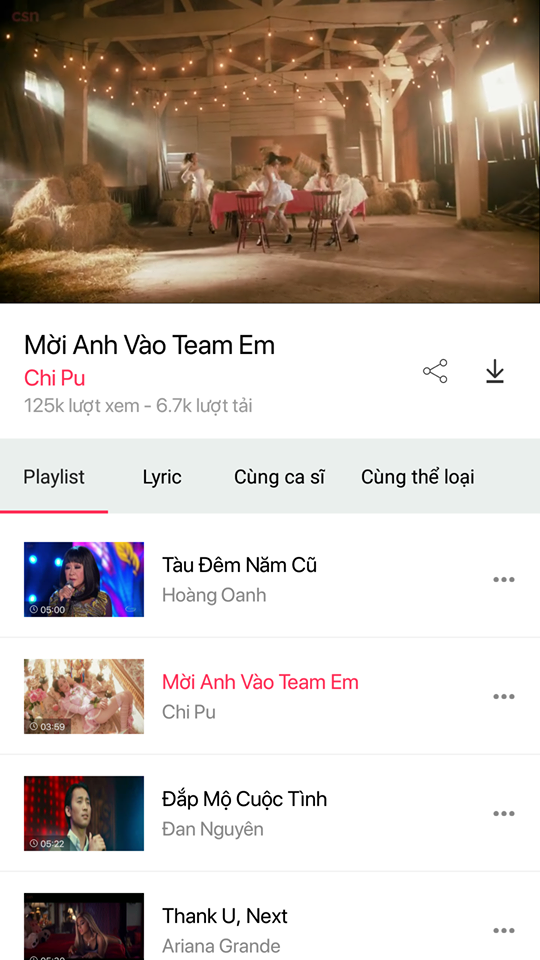 csn
Mời Anh Vào Team Em
Chi Pu
125k lượt xem - 6.7k lượt tải
Playlist Lyric Cùng ca sĩ Cùng thể loại
Tàu Đêm Năm Cũ
Hoàng Oanh
05:00
Mời Anh Vào Team Em
Chi Pu
03:59
Đắp Mộ Cuộc Tình
Đan Nguyên
05:22
Thank U, Next
Ariana Grande